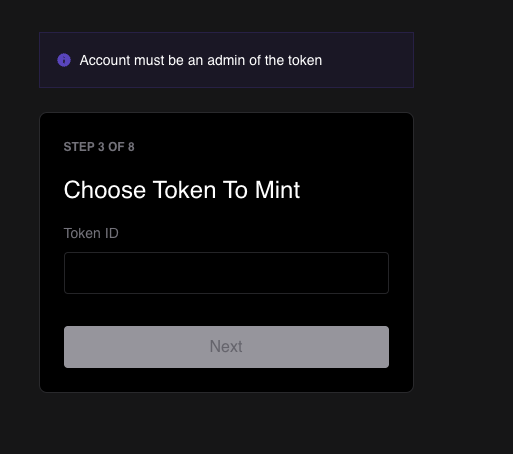 Account must be an admin of the token
STEP 3 OF 8
Choose Token To Mint
Token ID
Next